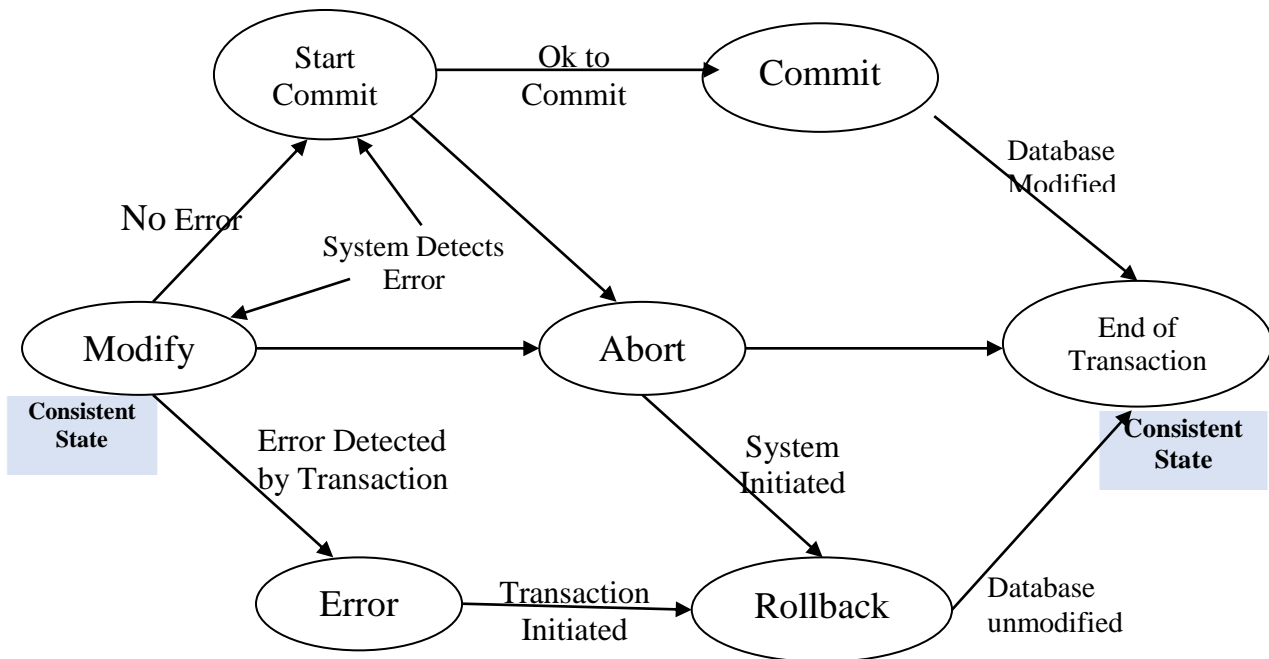 Start
Commit
Ok to
Commit
Commit
Database
Modified
No Error
System Detects
Error
Modify
Abort
End of
Transaction
Consistent
State
Consistent
State
Error Detected
by Transaction
System
Initiated
Error
Transaction
Initiated
Rollback
Database
unmodified